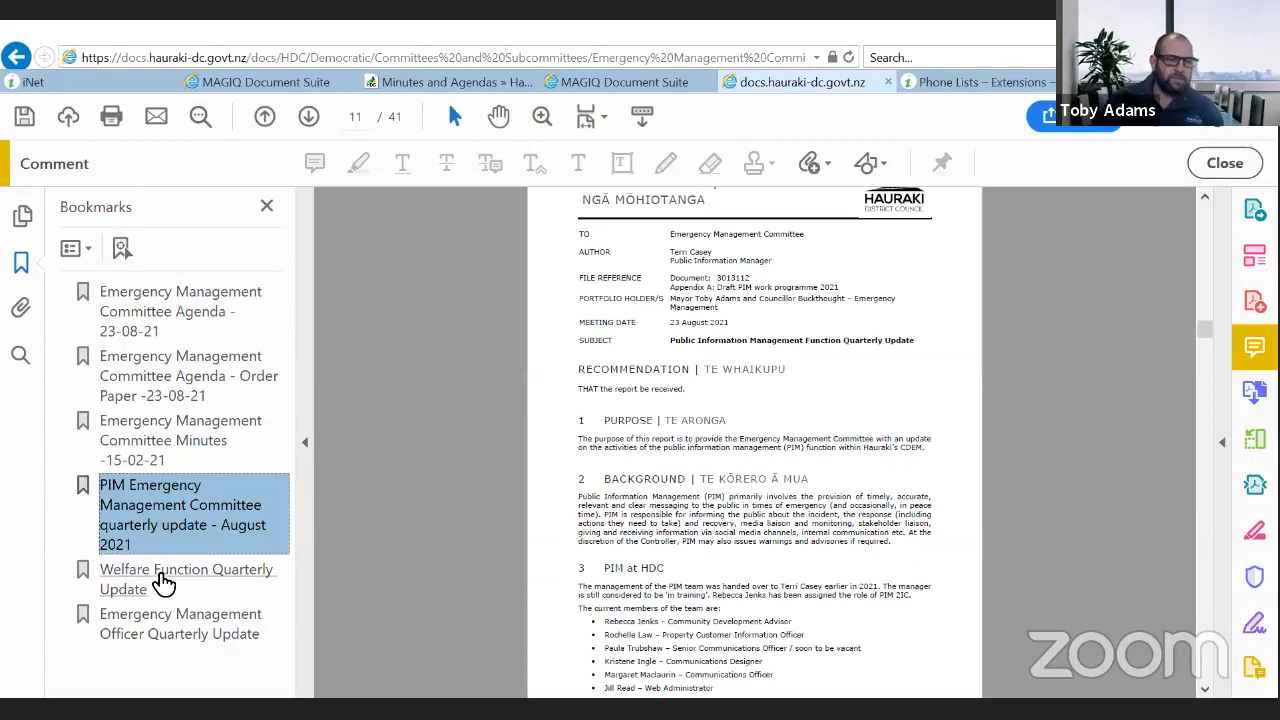 https://docs.hauraki-dc.govt.nz/docs/HDC/Democratic/Committees%20and%20Subcommittees/Emergency%20Management%20Commi
Search...
iNet
MAGIQ Document Suite
Minutes and Agendas » Ha...
MAGIQ Document Suite
docs.hauraki-dc.govt.nz
Phone Lists – Extensions
Toby Adams
11 / 41
Comment
Close
Bookmarks
Emergency Management
Committee Agenda -
23-08-21
Emergency Management
Committee Agenda - Order
Paper -23-08-21
Emergency Management
Committee Minutes
-15-02-21
PIM Emergency
Management Committee
quarterly update - August
2021
Welfare Function Quarterly
Update
Emergency Management
Officer Quarterly Update
NGĀ MŌHIOTANGA
HAURAKI
DISTRICT COUNCIL
TO Emergency Management Committee
AUTHOR Terri Casey
Public Information Manager
FILE REFERENCE Document: 3013112
Appendix A: Draft PIM work programme 2021
PORTFOLIO HOLDER/S Mayor Toby Adams and Councillor Buckthought – Emergency
Management
MEETING DATE 23 August 2021
SUBJECT Public Information Management Function Quarterly Update
RECOMMENDATION | TE WHAIKUPU
THAT the report be received.
1 PURPOSE | TE ARONGA
The purpose of this report is to provide the Emergency Management Committee with an update
on the activities of the public information management (PIM) function within Hauraki's CDEM.
2 BACKGROUND | TE KŌRERO Ā MUA
Public Information Management (PIM) primarily involves the provision of timely, accurate,
relevant and clear messaging to the public in times of emergency (and occasionally, in peace
time). PIM is responsible for informing the public about the incident, the response (including
actions they need to take) and recovery, media liaison and monitoring, stakeholder liaison,
giving and receiving information via social media channels, internal communication etc. At the
discretion of the Controller, PIM may also issues warnings and advisories if required.
3 PIM at HDC
The management of the PIM team was handed over to Terri Casey earlier in 2021. The manager
is still considered to be 'in training'. Rebecca Jenks has been assigned the role of PIM 2IC.
The current members of the team are:
• Rebecca Jenks – Community Development Advisor
• Rochelle Law – Property Customer Information Officer
• Paula Trubshaw – Senior Communications Officer / soon to be vacant
• Kristene Ingle – Communications Designer
• Margaret Maclaurin – Communications Officer
• Jill Read – Web Administrator
zoom